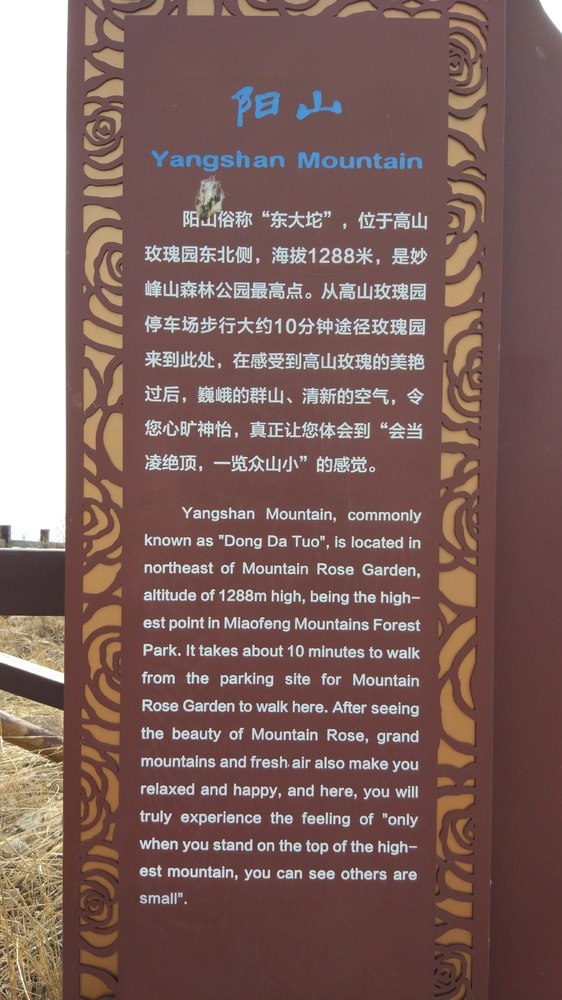 阳山
Yangshan Mountain
阳山俗称“东大坨”，位于高山
玫瑰园东北侧，海拔1288米，是妙
峰山森林公园最高点。从高山玫瑰园
停车场步行大约10分钟途径玫瑰园
来到此处，在感受到高山玫瑰的美艳
过后，巍峨的群山、清新的空气，令
您心旷神怡，真正让您体会到“会当
凌绝顶，一览众山小”的感觉。
Yangshan Mountain, commonly
known as "Dong Da Tuo", is located in
northeast of Mountain Rose Garden,
altitude of 1288m high, being the high-
est point in Miaofeng Mountains Forest
Park. It takes about 10 minutes to walk
from the parking site for Mountain
Rose Garden to walk here. After seeing
the beauty of Mountain Rose, grand
mountains and fresh air also make you
relaxed and happy, and here, you will
truly experience the feeling of "only
when you stand on the top of the high-
est mountain, you can see others are
small".